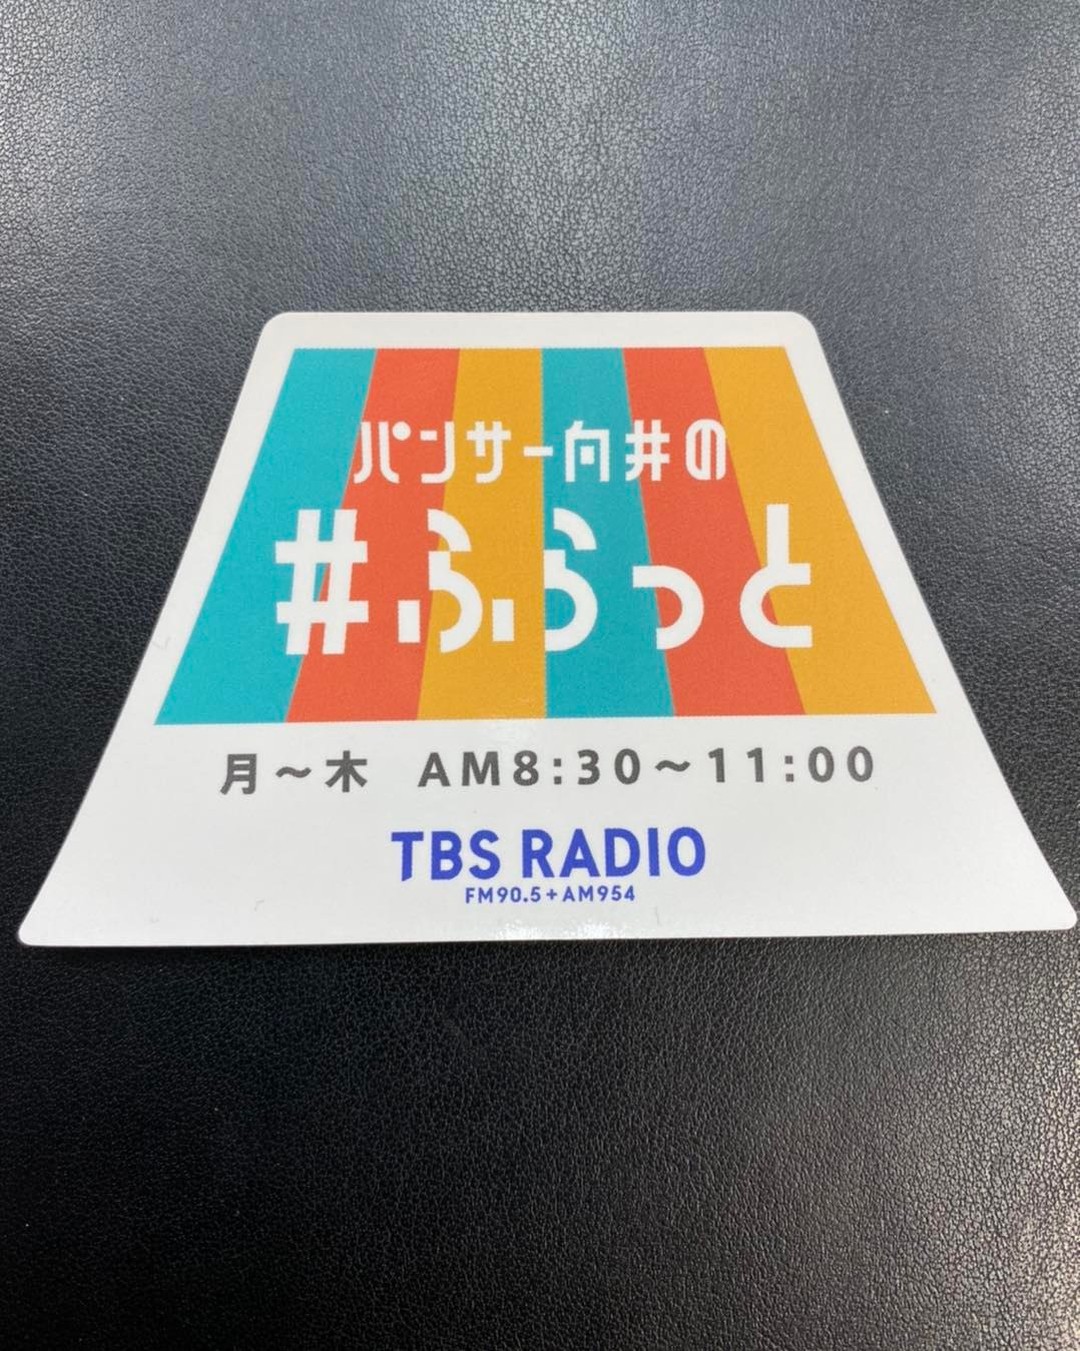 パンサー向井の
#ふらっと
月〜木 AM8:30〜11:00
TBS RADIO
FM90.5+AM954